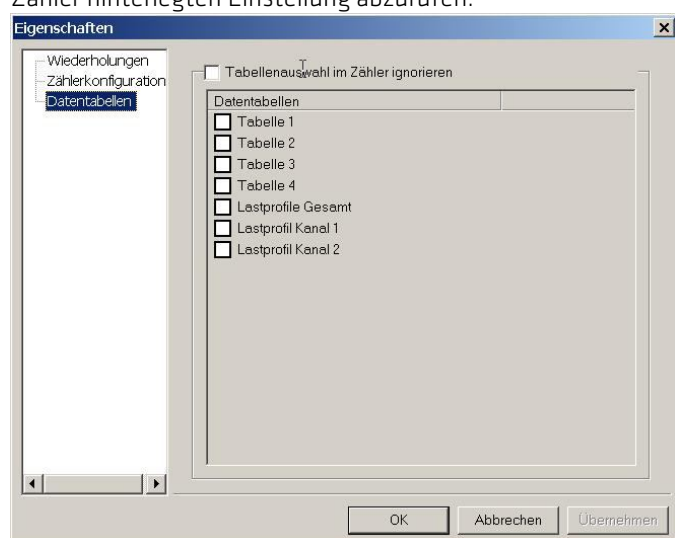 Zähler hinterlegten Einstellung abzurufen.
Eigenschaften
Wiederholungen
Zählerkonfiguration
Datentabellen
Tabellenauswahl im Zähler ignorieren
Datentabellen
Tabelle 1
Tabelle 2
Tabelle 3
Tabelle 4
Lastprofile Gesamt
Lastprofil Kanal 1
Lastprofil Kanal 2
OK
Abbrechen
Übernehmen